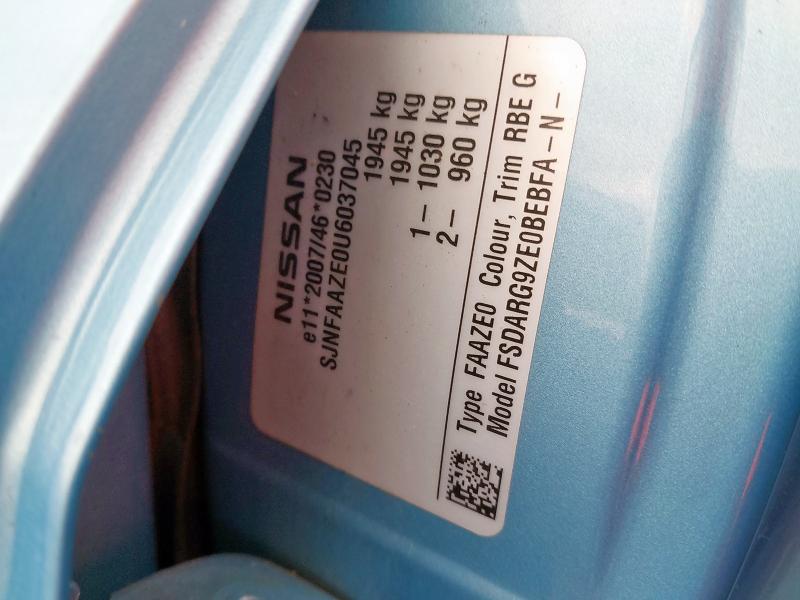 NISSAN
e11*2007/46*0230
SJNFAAZE0U6037045
1945 kg
1945 kg
1– 1030 kg
2– 960 kg
Type FAAZE0 Colour, Trim RBE G
Model FSDARG9ZE0BEBFA – N –